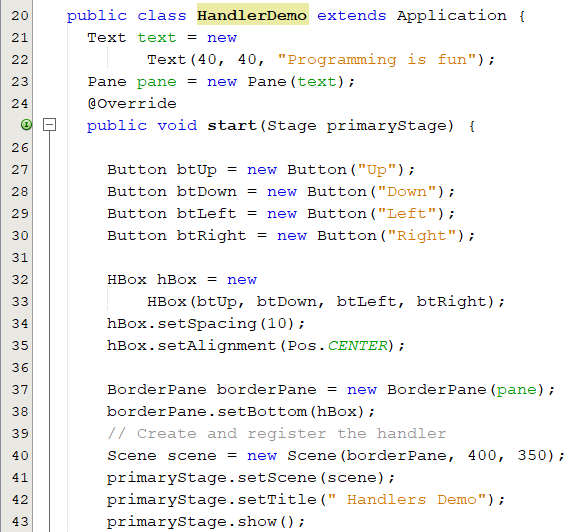 20 public class HandlerDemo extends Application {
21 Text text = new
22 Text(40, 40, "Programming is fun");
23 Pane pane = new Pane(text);
24 @Override
public void start(Stage primaryStage) {
26
27 Button btUp = new Button("Up");
28 Button btDown = new Button("Down");
29 Button btLeft = new Button("Left");
30 Button btRight = new Button("Right");
31
32 HBox hBox = new
33 HBox(btUp, btDown, btLeft, btRight);
34 hBox.setSpacing(10);
35 hBox.setAlignment(Pos.CENTER);
36
37 BorderPane borderPane = new BorderPane(pane);
38 borderPane.setBottom(hBox);
39 // Create and register the handler
40 Scene scene = new Scene(borderPane, 400, 350);
41 primaryStage.setScene(scene);
42 primaryStage.setTitle(" Handlers Demo");
43 primaryStage.show();